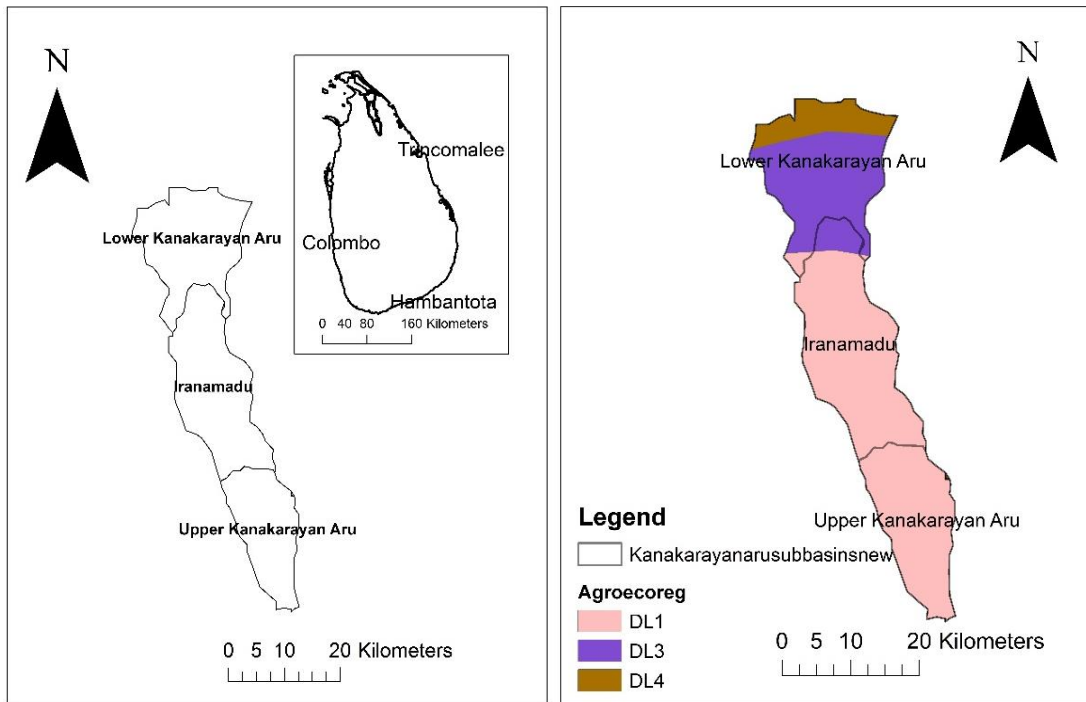 N
Trincomalee
Colombo
Hambantota
0 40 80 160 Kilometers
Lower Kanakarayan Aru
Iranamadu
Upper Kanakarayan Aru
0 5 10 20 Kilometers
N
Lower Kanakarayan Aru
Iranamadu
Upper Kanakarayan Aru
Legend
Kanakarayanarusubbasinsnew
Agroecoreg
DL1
DL3
DL4
0 5 10 20 Kilometers